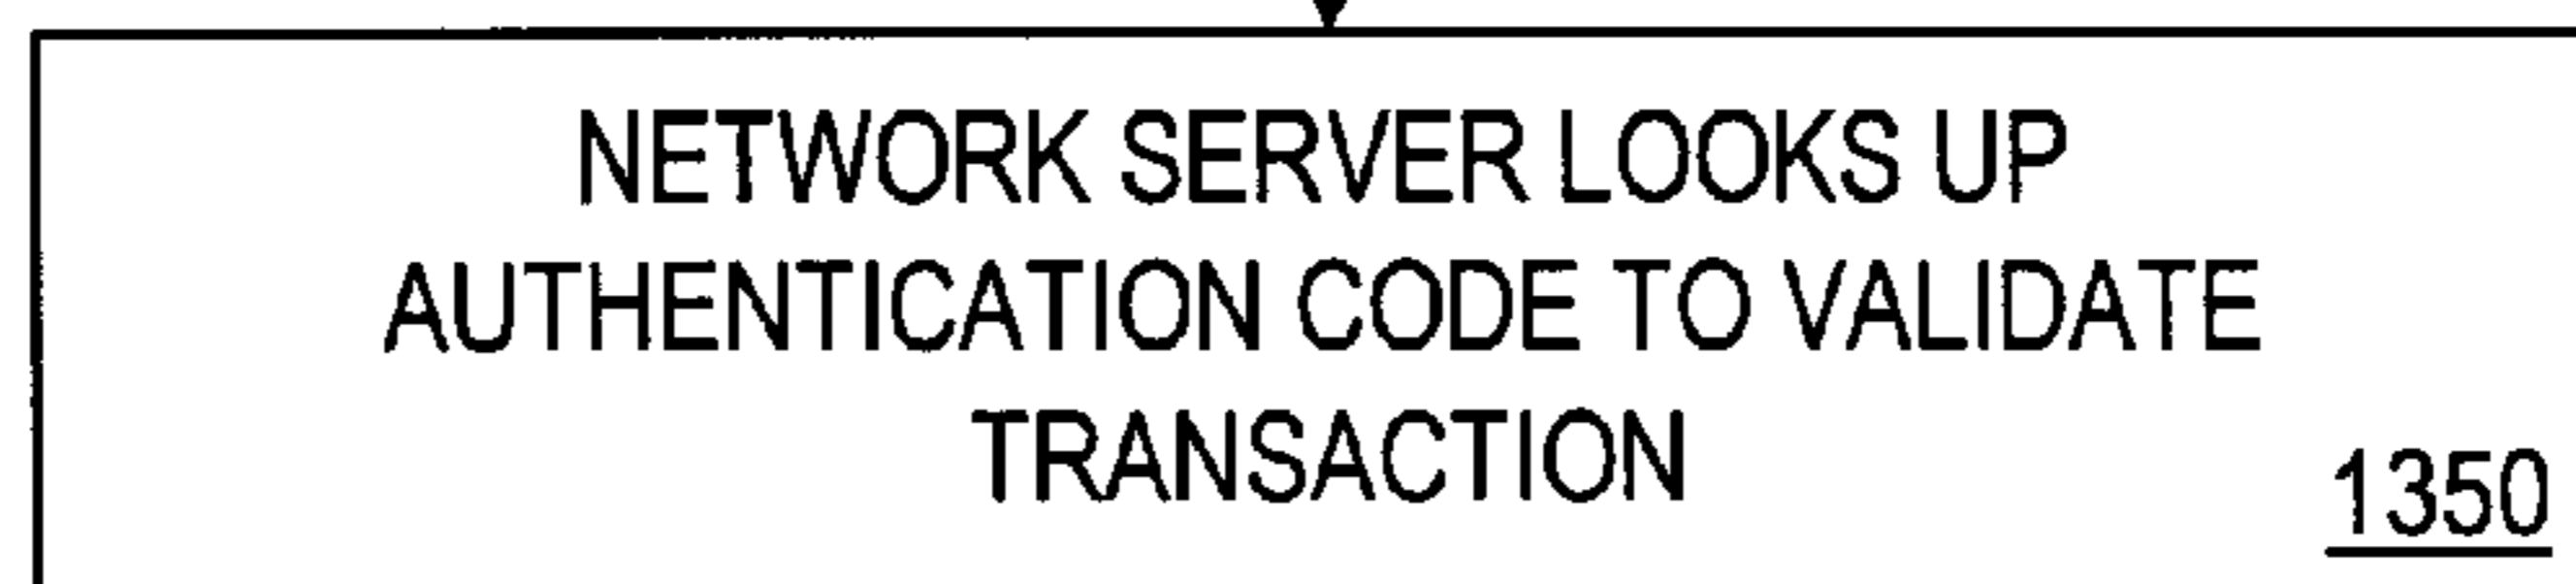 NETWORK SERVER LOOKS UP
AUTHENTICATION CODE TO VALIDATE
TRANSACTION
1350